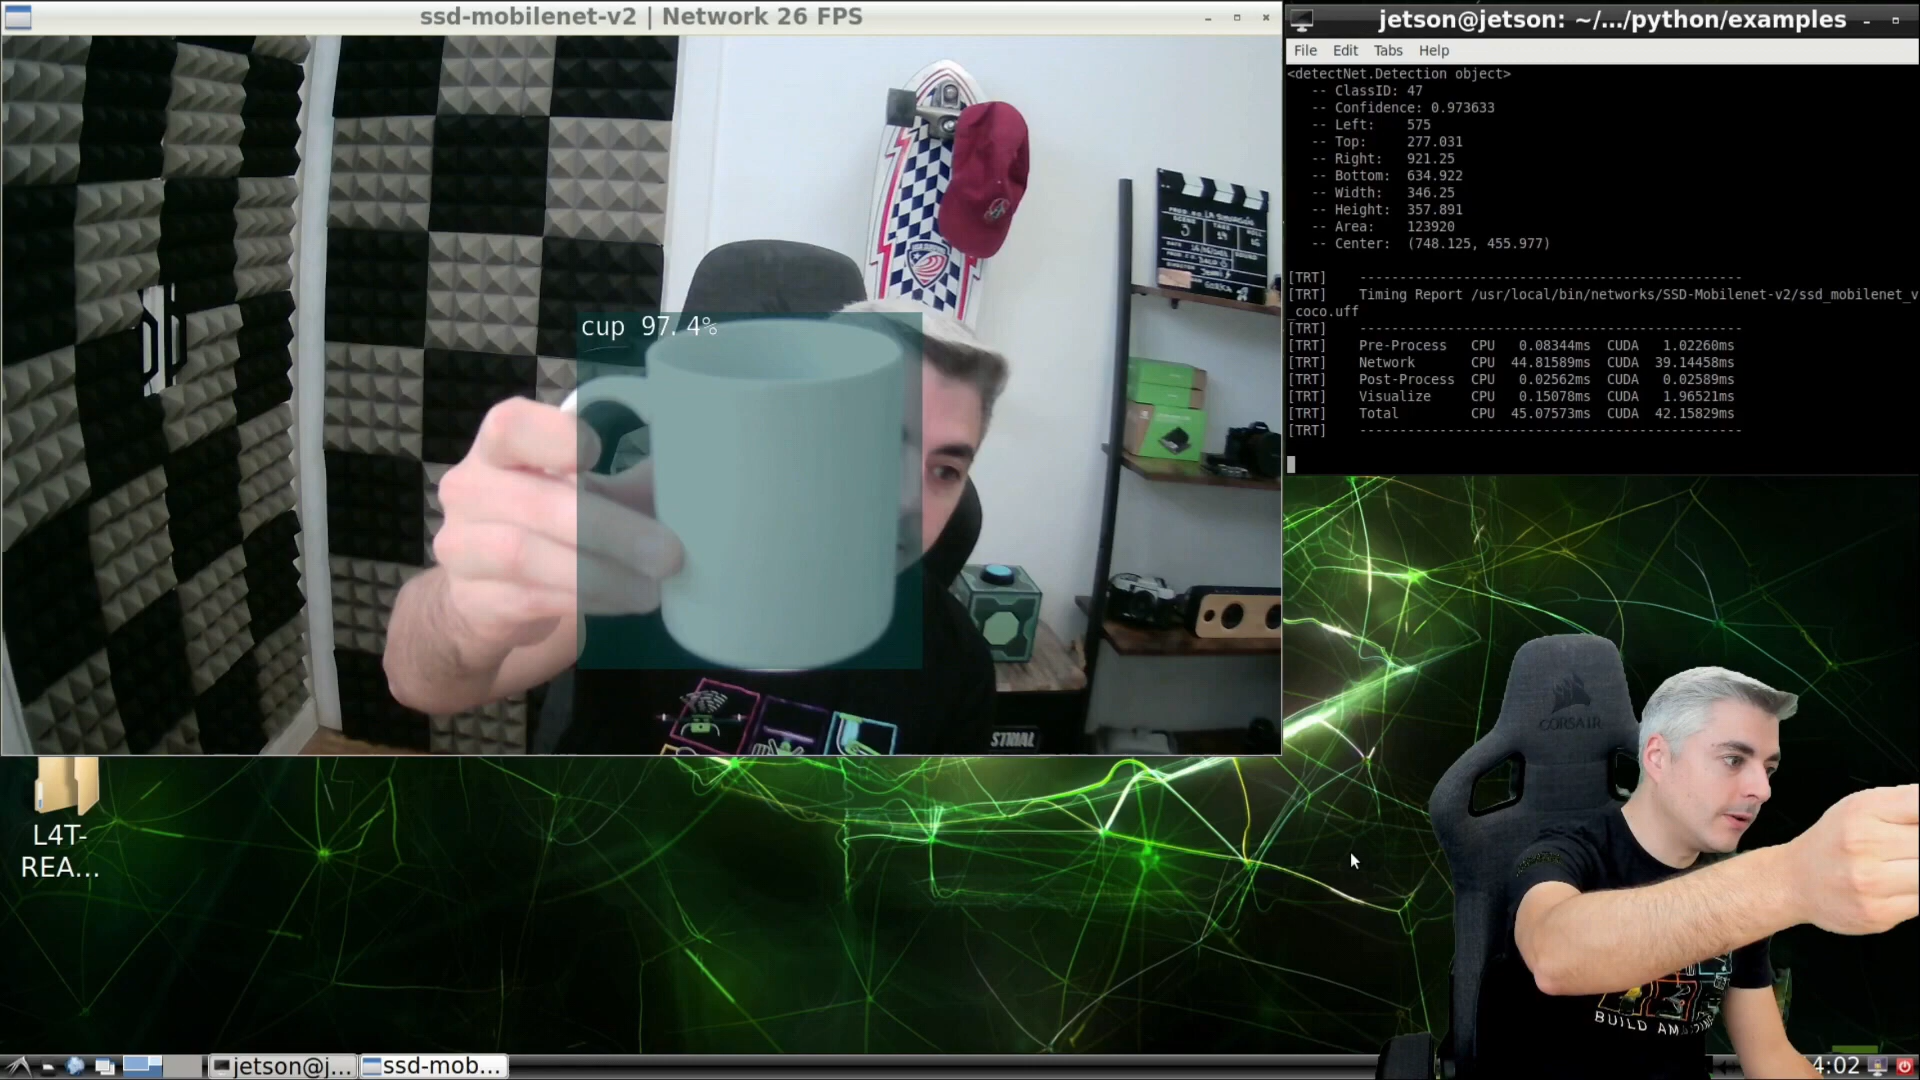 ssd-mobilenet-v2 | Network 26 FPS
cup 97.4%
STRIAL
jetson@jetson: ~/.../python/examples
File Edit Tabs Help
<detectNet.Detection object>
-- ClassID: 47
-- Confidence: 0.973633
-- Left: 575
-- Top: 277.031
-- Right: 921.25
-- Bottom: 634.922
-- Width: 346.25
-- Height: 357.891
-- Area: 123920
-- Center: (748.125, 455.977)
[TRT] ------------------------------------------------
[TRT] Timing Report /usr/local/bin/networks/SSD-Mobilenet-v2/ssd_mobilenet_v
_coco.uff
[TRT] ------------------------------------------------
[TRT] Pre-Process CPU 0.08344ms CUDA 1.02260ms
[TRT] Network CPU 44.81589ms CUDA 39.14458ms
[TRT] Post-Process CPU 0.02562ms CUDA 0.02589ms
[TRT] Visualize CPU 0.15078ms CUDA 1.96521ms
[TRT] Total CPU 45.07573ms CUDA 42.15829ms
[TRT] ------------------------------------------------
CORSAIR
BUILD AM
L4T-
REA...
jetson@j...
ssd-mob...
4:02